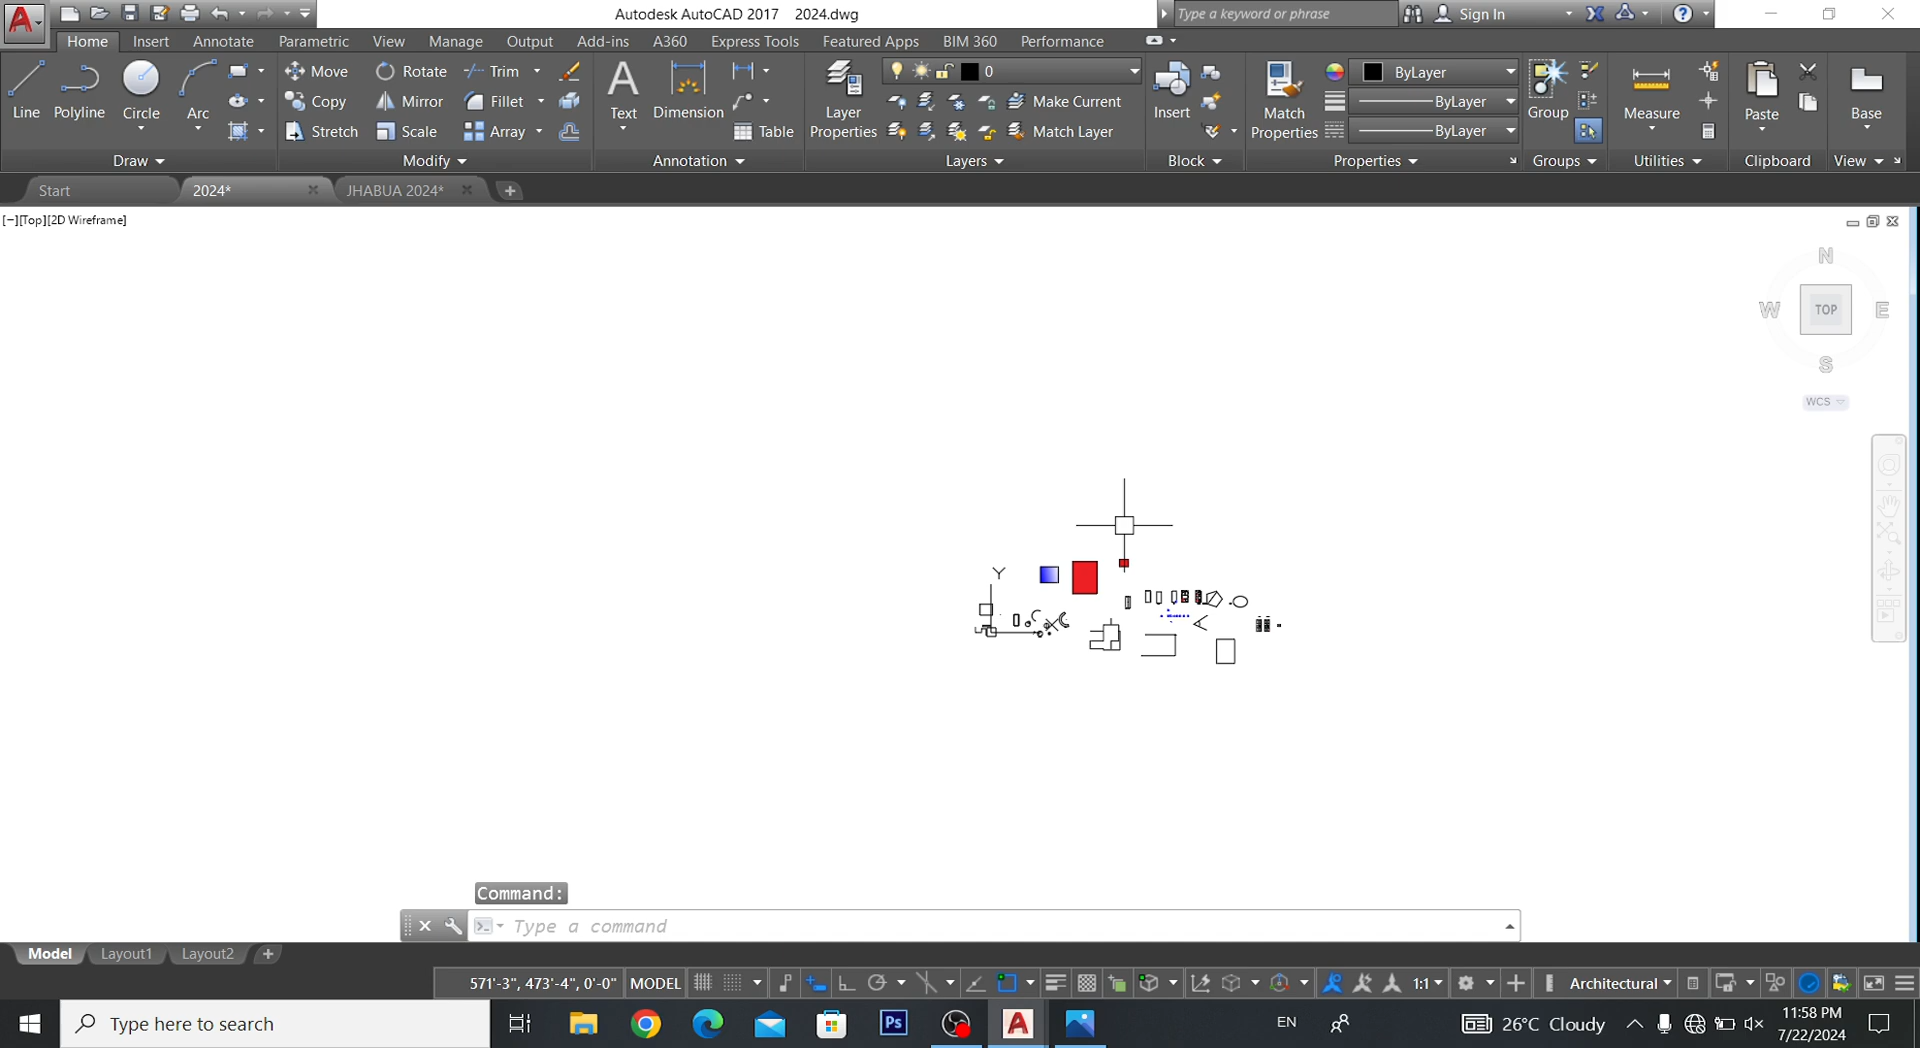 Autodesk AutoCAD 2017 2024.dwg
Type a keyword or phrase
Sign In
Home Insert Annotate Parametric View Manage Output Add-ins A360 Express Tools Featured Apps BIM 360 Performance
Line
Polyline
Circle
Arc
Move
Rotate
Trim
Copy
Mirror
Fillet
Stretch
Scale
Array
Text
Dimension
Table
Layer
Properties
0
Make Current
Match Layer
Insert
Match
Properties
ByLayer
ByLayer
ByLayer
Group
Measure
Paste
Base
Draw
Modify
Annotation
Layers
Block
Properties
Groups
Utilities
Clipboard
View
Start
2024*
JHABUA 2024*
[−][Top][2D Wireframe]
N
W
TOP
E
S
WCS
Y
Command:
Type a command
Model
Layout1
Layout2
571'-3", 473'-4", 0'-0"
MODEL
1:1
Architectural
Type here to search
Ps
EN
26°C Cloudy
11:58 PM
7/22/2024